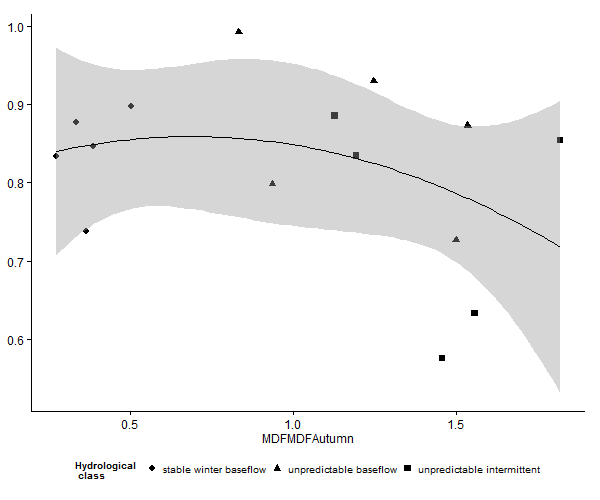 1.0
0.9
0.8
0.7
0.6
0.5 1.0 1.5
MDFMDFAutumn
Hydrological
class
stable winter baseflow unpredictable baseflow unpredictable intermittent